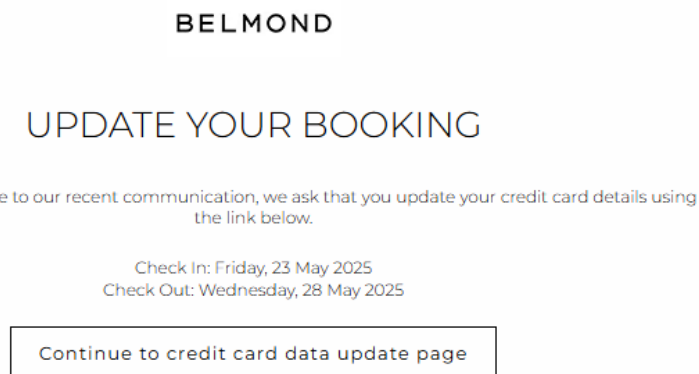 BELMOND
UPDATE YOUR BOOKING
to our recent communication, we ask that you update your credit card details using
the link below.
Check In: Friday, 23 May 2025
Check Out: Wednesday, 28 May 2025
Continue to credit card data update page